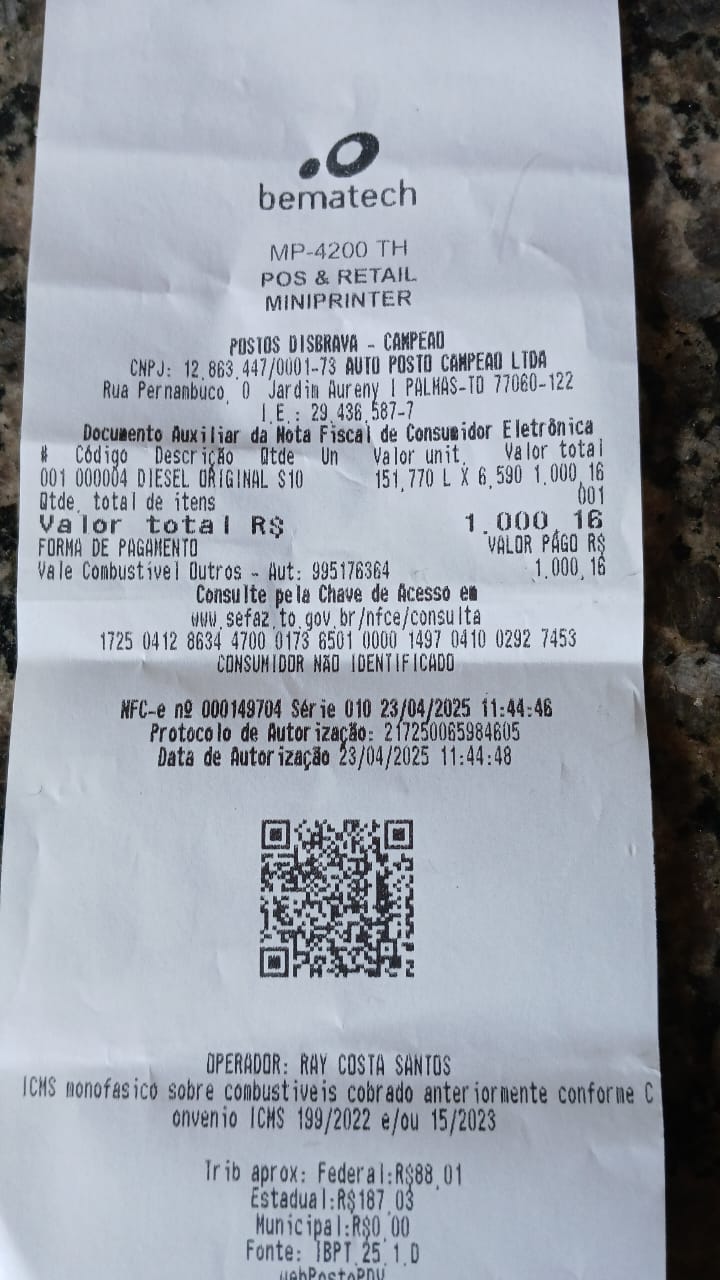 bematech
MP-4200 TH
POS & RETAIL
MINIPRINTER
POSTOS DISBRAVA - CAMPEAO
CNPJ: 12.863.447/0001-73 AUTO POSTO CAMPEAO LTDA
Rua Pernambuco, 0 Jardim Aureny I PALMAS-TO 77060-122
I.E.: 29.436.587-7
Documento Auxiliar da Nota Fiscal de Consumidor Eletrônica
# Código Descrição Qtde Un Valor unit. Valor total
001 000004 DIESEL ORIGINAL S10 151,770 L X 6,590 1.000,16
Qtde. total de itens 001
Valor total R$ 1.000,16
FORMA DE PAGAMENTO VALOR PAGO R$
Vale Combustível Outros - Aut: 995176364 1.000,16
Consulte pela Chave de Acesso em
www.sefaz.to.gov.br/nfce/consulta
1725 0412 8634 4700 0173 6501 0000 1497 0410 0292 7453
CONSUMIDOR NÃO IDENTIFICADO
NFC-e nº 000149704 Série 010 23/04/2025 11:44:46
Protocolo de Autorização: 217250065984605
Data de Autorização 23/04/2025 11:44:48
OPERADOR: RAY COSTA SANTOS
ICMS monofasico sobre combustiveis cobrado anteriormente conforme C
onvenio ICMS 199/2022 e/ou 15/2023
Trib aprox: Federal:R$88,01
Estadual:R$187,03
Municipal:R$0,00
Fonte: IBPT 25.1.D
webPostoPDV